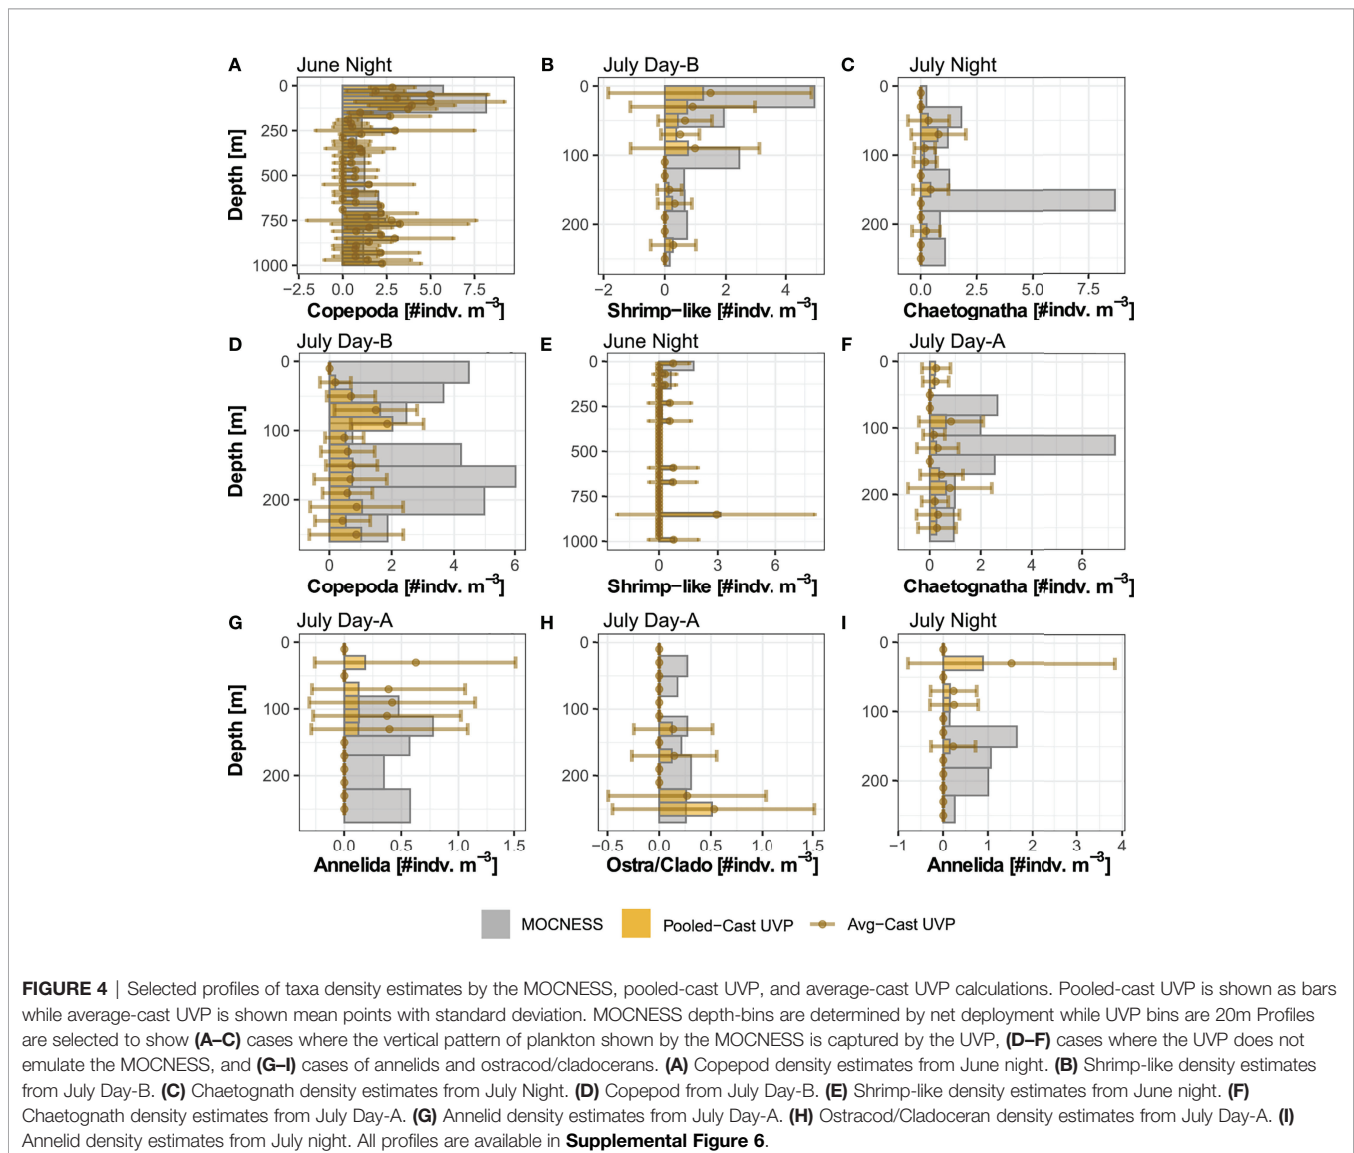 A June Night
B July Day-B
C July Night
Depth [m]
0
250
500
750
1000
−2.5 0.0 2.5 5.0 7.5
Copepoda [#indv. m−3]
0
100
200
−2 0 2 4
Shrimp−like [#indv. m−3]
0
100
200
0.0 2.5 5.0 7.5
Chaetognatha [#indv. m−3]
D July Day-B
E June Night
F July Day-A
Depth [m]
0
100
200
0 2 4 6
Copepoda [#indv. m−3]
0
250
500
750
1000
0 3 6
Shrimp−like [#indv. m−3]
0
100
200
0 2 4 6
Chaetognatha [#indv. m−3]
G July Day-A
H July Day-A
I July Night
Depth [m]
0
100
200
0.0 0.5 1.0 1.5
Annelida [#indv. m−3]
0
100
200
−0.5 0.0 0.5 1.0 1.5
Ostra/Clado [#indv. m−3]
0
100
200
−1 0 1 2 3 4
Annelida [#indv. m−3]
MOCNESS Pooled−Cast UVP Avg−Cast UVP
FIGURE 4 | Selected profiles of taxa density estimates by the MOCNESS, pooled-cast UVP, and average-cast UVP calculations. Pooled-cast UVP is shown as bars
while average-cast UVP is shown mean points with standard deviation. MOCNESS depth-bins are determined by net deployment while UVP bins are 20m Profiles
are selected to show (A–C) cases where the vertical pattern of plankton shown by the MOCNESS is captured by the UVP, (D–F) cases where the UVP does not
emulate the MOCNESS, and (G–I) cases of annelids and ostracod/cladocerans. (A) Copepod density estimates from June night. (B) Shrimp-like density estimates
from July Day-B. (C) Chaetognath density estimates from July Night. (D) Copepod from July Day-B. (E) Shrimp-like density estimates from June night. (F)
Chaetognath density estimates from July Day-A. (G) Annelid density estimates from July Day-A. (H) Ostracod/Cladoceran density estimates from July Day-A. (I)
Annelid density estimates from July night. All profiles are available in Supplemental Figure 6.